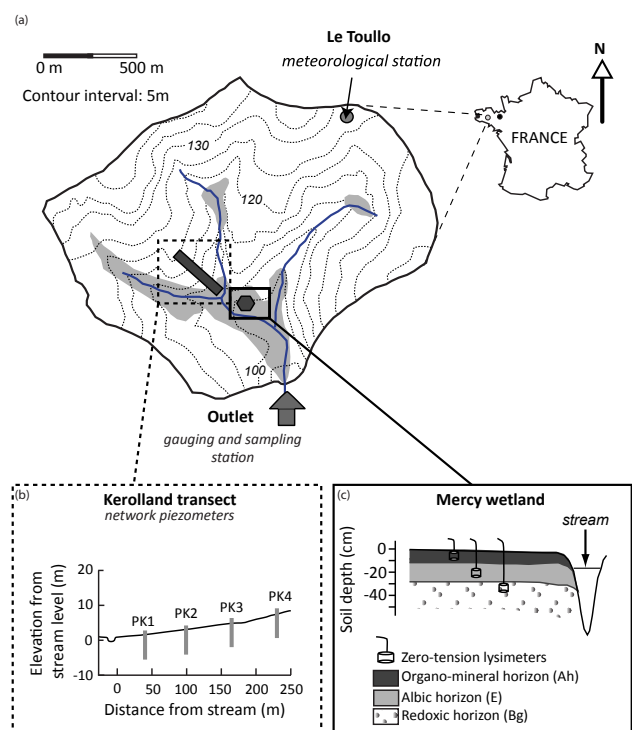 (a)
Le Toullo
meteorological station
0 m 500 m
Contour interval: 5m
N
FRANCE
130
120
100
Outlet
gauging and sampling
station
(b)
Kerolland transect
network piezometers
Elevation from
stream level (m)
20
10
0
-10
PK1 PK2 PK3 PK4
0 50 100 150 200 250
Distance from stream (m)
(c)
Mercy wetland
stream
Soil depth (cm)
0
-20
-40
Zero-tension lysimeters
Organo-mineral horizon (Ah)
Albic horizon (E)
Redoxic horizon (Bg)